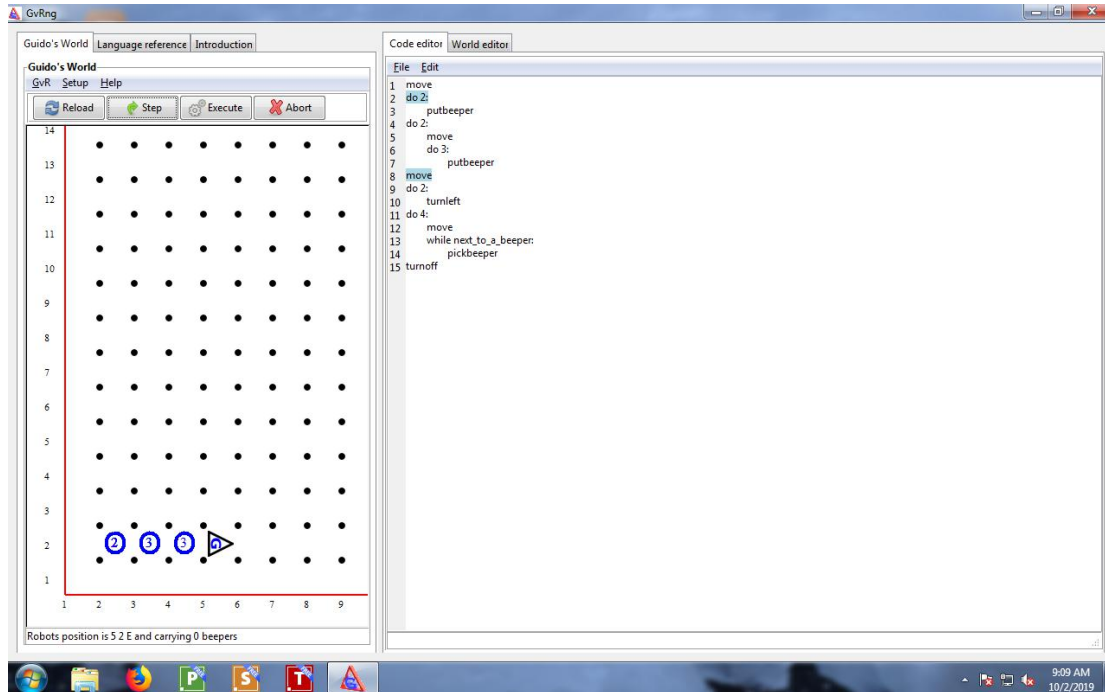 GvRng
Guido's World Language reference Introduction
Guido's World
GvR Setup Help
Reload Step Execute Abort
14
13
12
11
10
9
8
7
6
5
4
3
2 2 3 3 G
1
1 2 3 4 5 6 7 8 9
Robots position is 5 2 E and carrying 0 beepers
Code editor World editor
File Edit
1 move
2 do 2:
3 putbeeper
4 do 2:
5 move
6 do 3:
7 putbeeper
8 move
9 do 2:
10 turnleft
11 do 4:
12 move
13 while next_to_a_beeper:
14 pickbeeper
15 turnoff
P S T
9:09 AM
10/2/2019